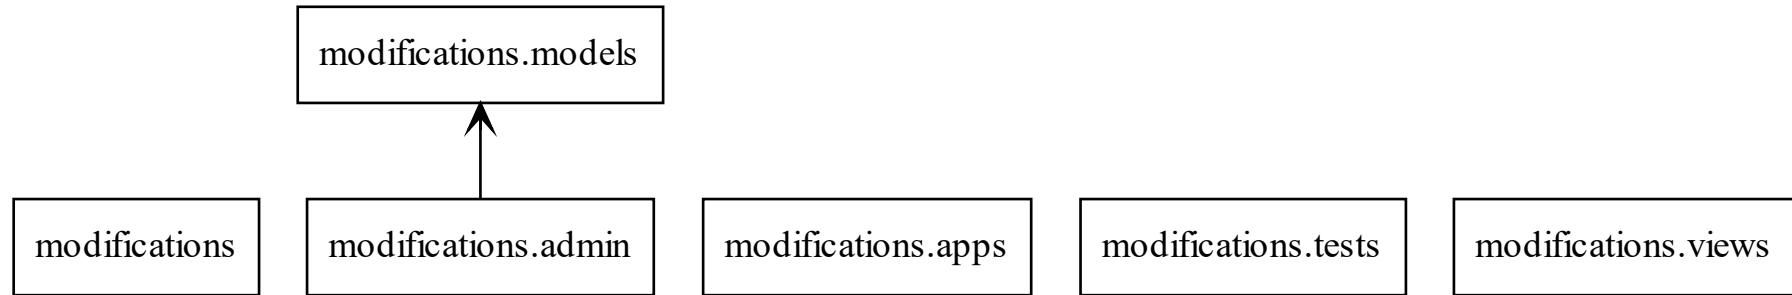 modifications.models
modifications
modifications.admin
modifications.apps
modifications.tests
modifications.views